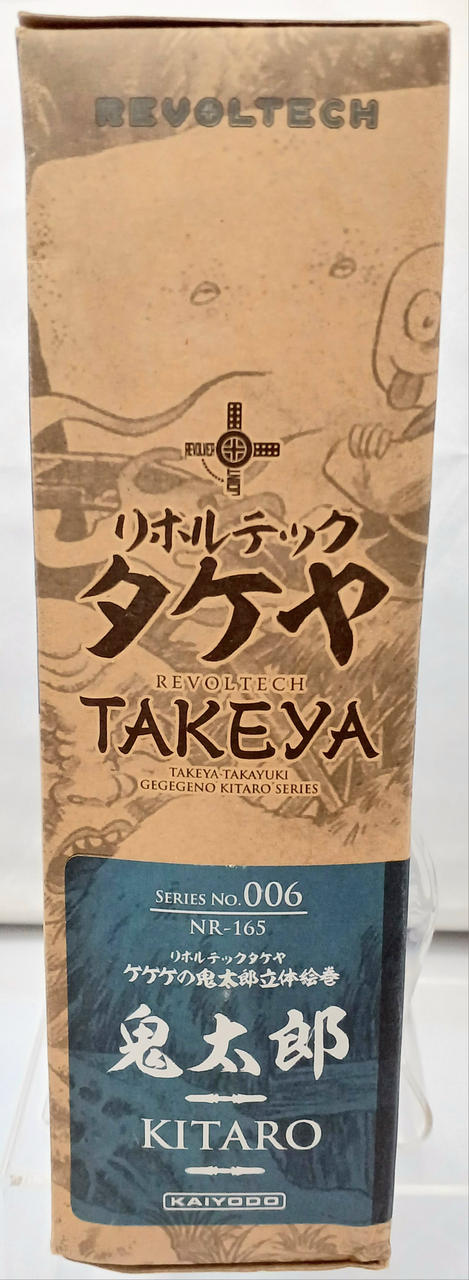 REVOLTECH
REVOLVER
リボルテック
タケヤ
REVOLTECH
TAKEYA
TAKEYA TAKAYUKI
GEGEGENO KITARO SERIES
SERIES NO.006
NR-165
リボルテックタケヤ
ゲゲゲの鬼太郎立体絵巻
鬼太郎
KITARO
KAIYODO